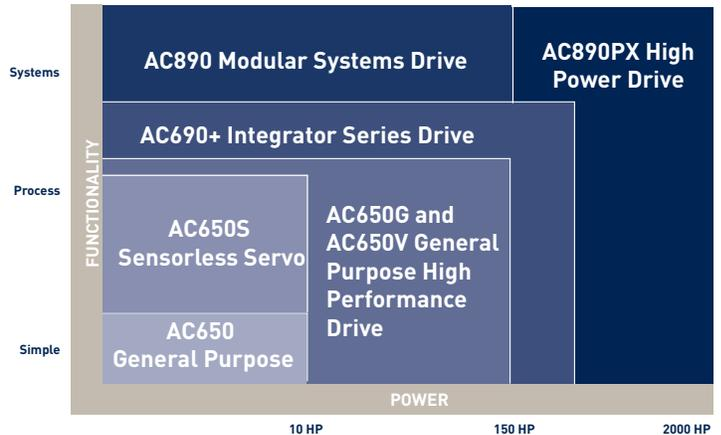 AC890 Modular Systems Drive
AC890PX High
Power Drive
Systems
AC690+ Integrator Series Drive
FUNCTIONALITY
Process
AC650S
Sensorless Servo
AC650G and
AC650V General
Purpose High
Performance
Drive
AC650
General Purpose
Simple
POWER
10 HP
150 HP
2000 HP